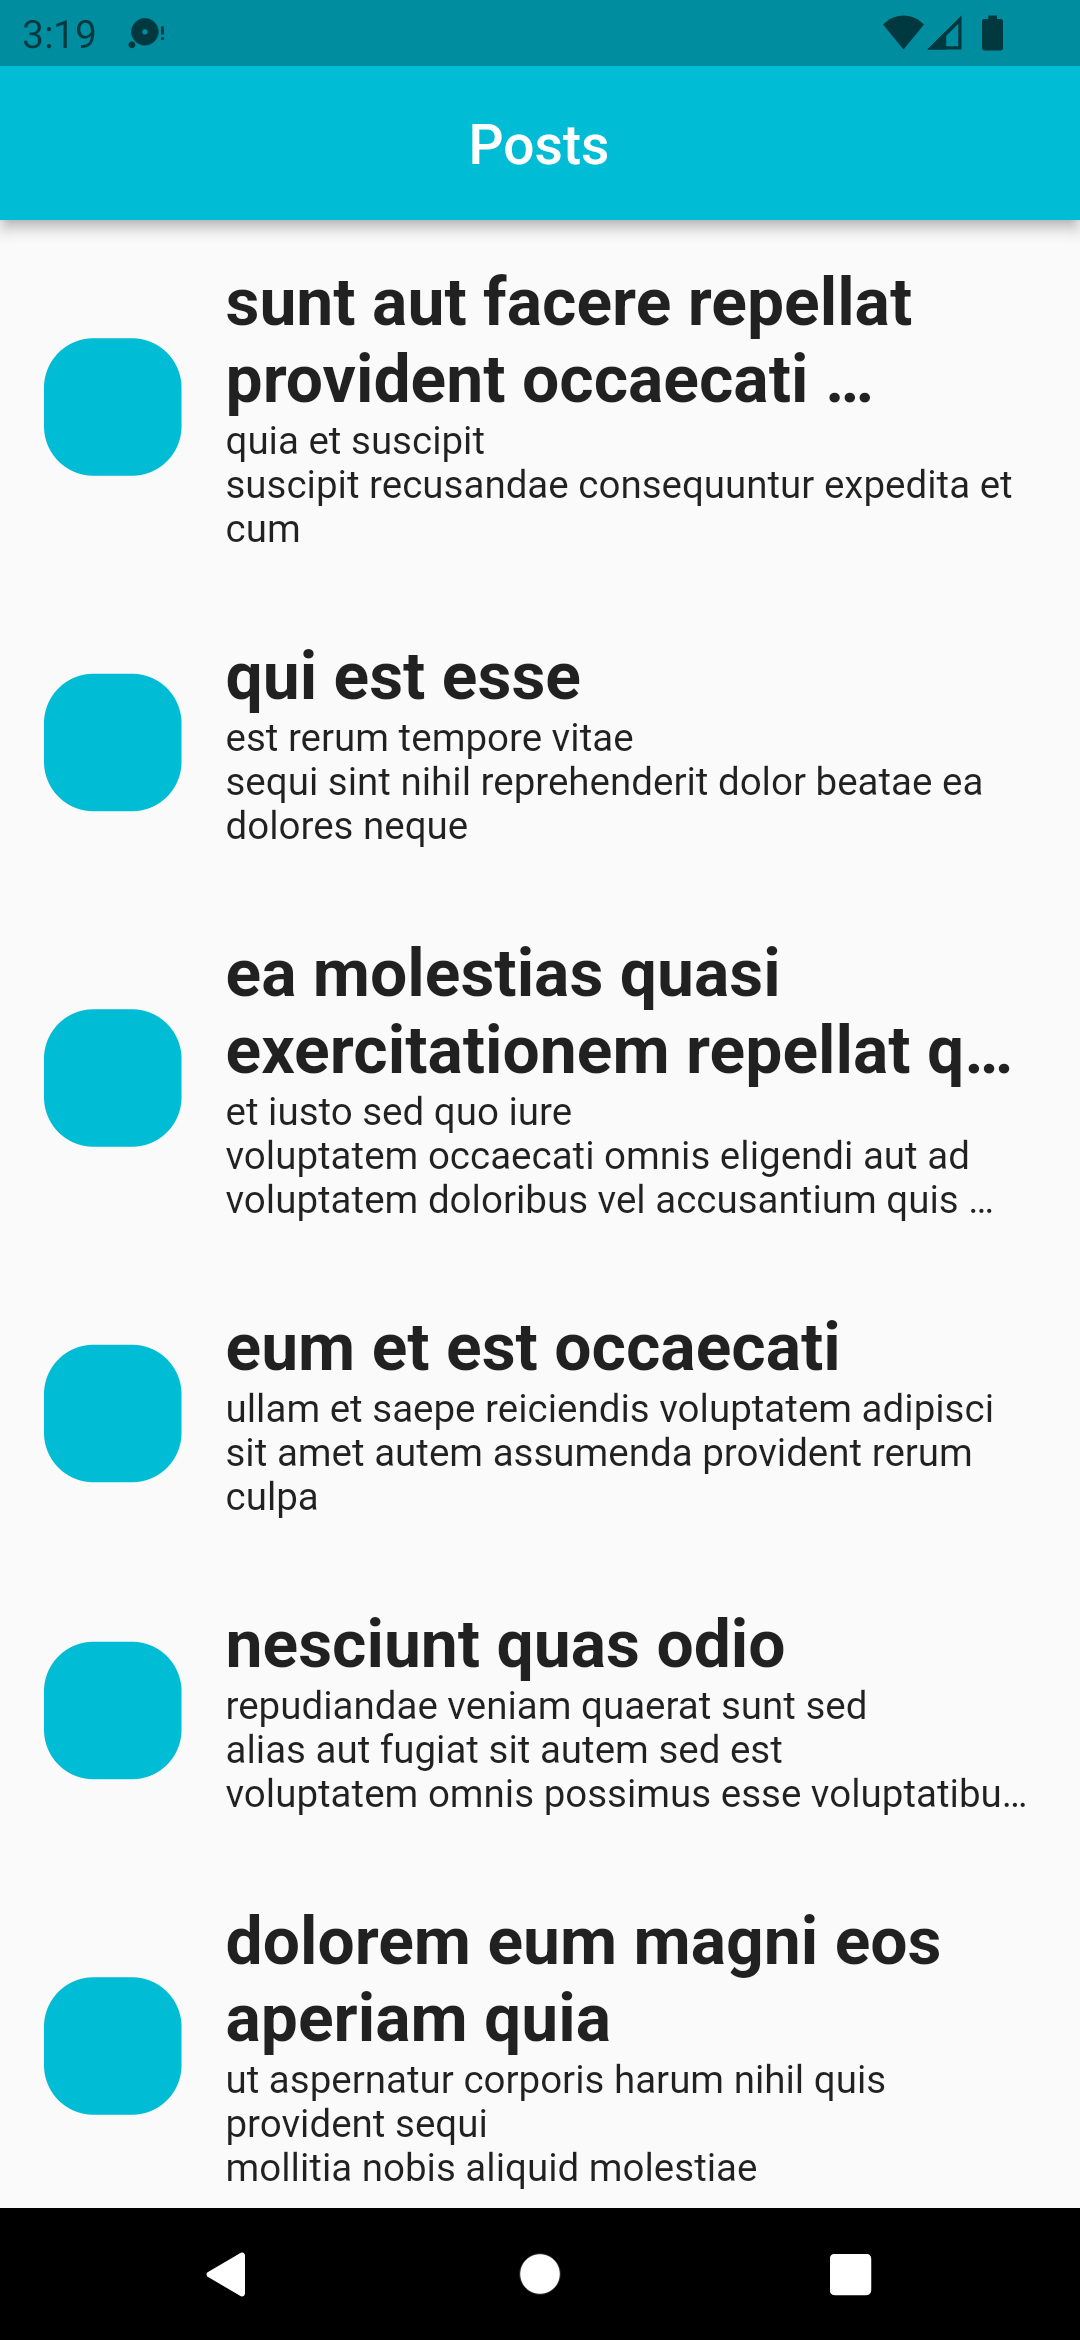 3:19
Posts
sunt aut facere repellat
provident occaecati …
quia et suscipit
suscipit recusandae consequuntur expedita et
cum
qui est esse
est rerum tempore vitae
sequi sint nihil reprehenderit dolor beatae ea
dolores neque
ea molestias quasi
exercitationem repellat q…
et iusto sed quo iure
voluptatem occaecati omnis eligendi aut ad
voluptatem doloribus vel accusantium quis …
eum et est occaecati
ullam et saepe reiciendis voluptatem adipisci
sit amet autem assumenda provident rerum
culpa
nesciunt quas odio
repudiandae veniam quaerat sunt sed
alias aut fugiat sit autem sed est
voluptatem omnis possimus esse voluptatibu…
dolorem eum magni eos
aperiam quia
ut aspernatur corporis harum nihil quis
provident sequi
mollitia nobis aliquid molestiae